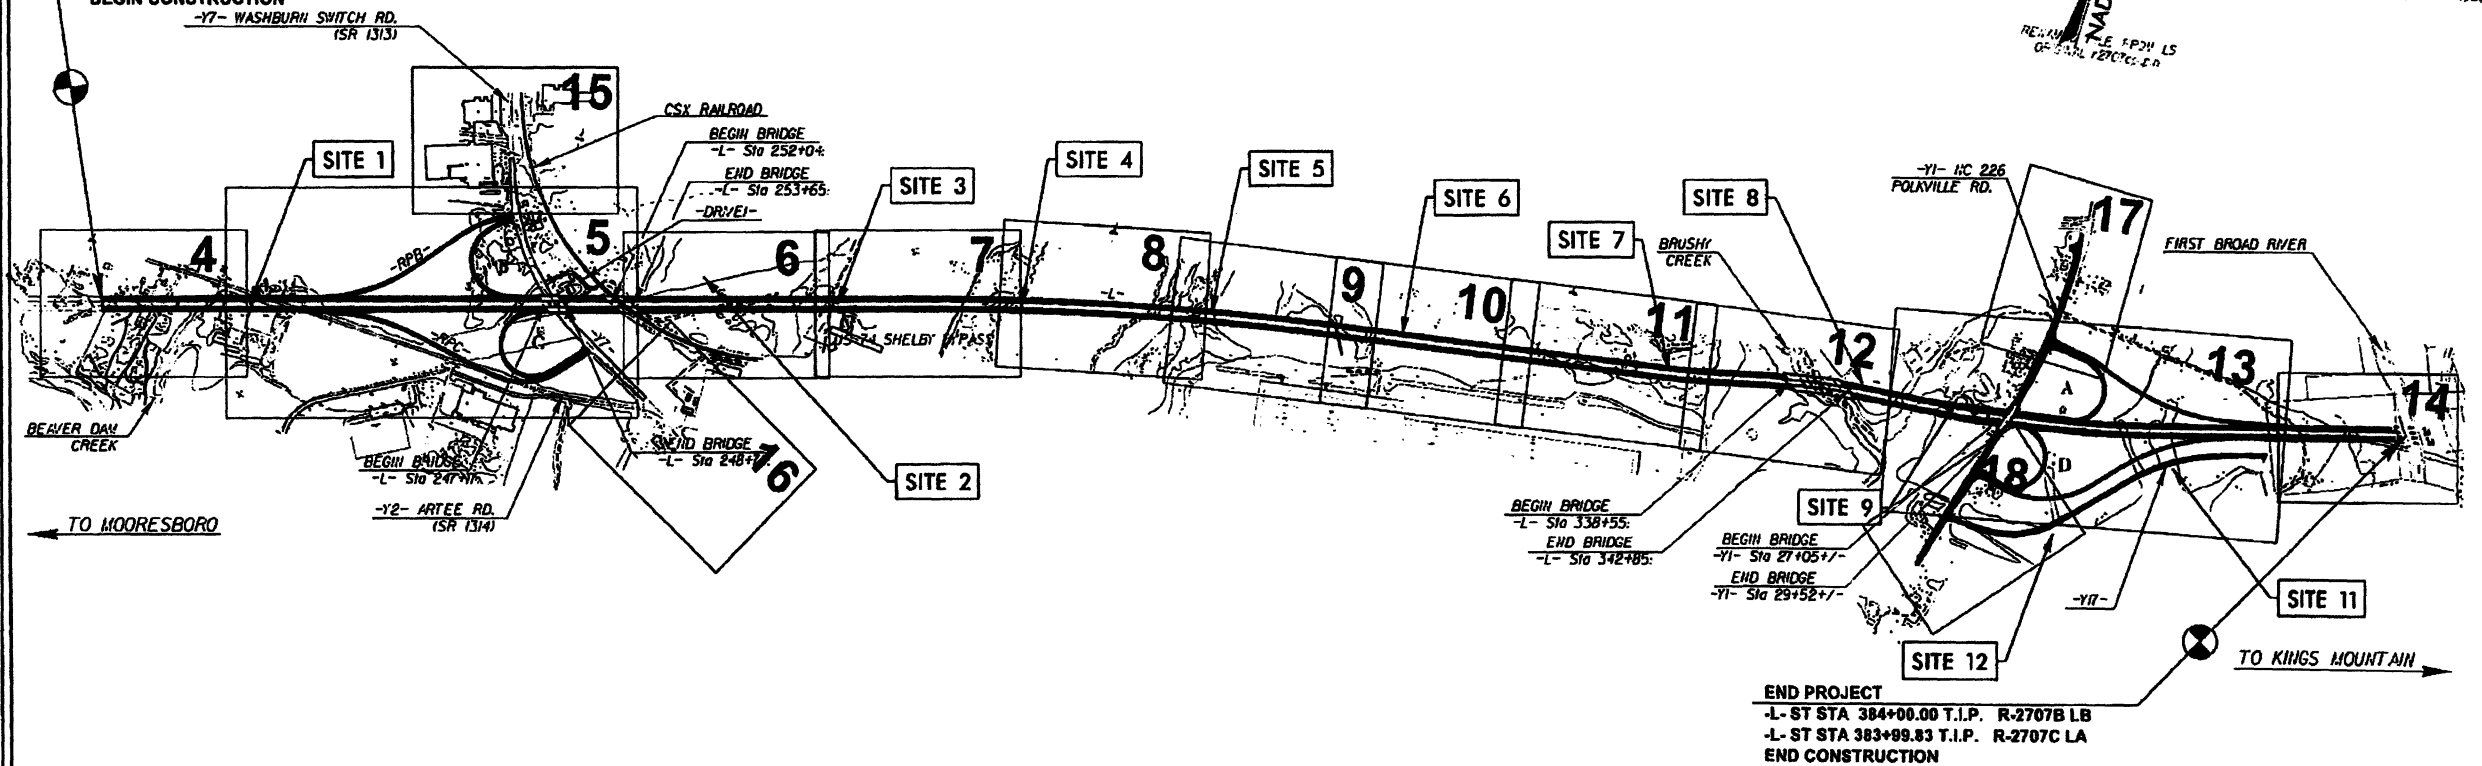 BEGIN CONSTRUCTION
-Y7- WASHBURN SWITCH RD.
(SR 1313)
NAD
15
CSX RAILROAD
BEGIN BRIDGE
-L- Sta 252+04
END BRIDGE
-L- Sta 253+65
-DRIVE1-
SITE 1
SITE 3
SITE 4
SITE 5
SITE 6
SITE 7
SITE 8
BRUSHY
CREEK
-Y1- NC 226
POLKVILLE RD.
17
FIRST BROAD RIVER
4
-RPB-
5
6
7
8
-L-
9
10
11
12
13
14
US-74 SHELBY BYPASS
-RPC-
C
-Y7-
A
D
18
BEAVER DAM
CREEK
BEGIN BRIDGE
END BRIDGE
16
-Y2- ARTEE RD.
(SR 1314)
SITE 2
TO MOORESBORO
BEGIN BRIDGE
-L- Sta 338+55
END BRIDGE
-L- Sta 342+85
SITE 9
BEGIN BRIDGE
-Y1- Sta 27+05+/-
END BRIDGE
-Y1- Sta 29+52+/-
SITE 11
SITE 12
TO KINGS MOUNTAIN
END PROJECT
-L- ST STA 384+00.00 T.I.P. R-2707B LB
-L- ST STA 383+99.83 T.I.P. R-2707C LA
END CONSTRUCTION